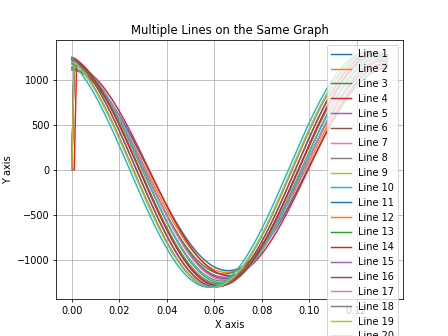 Multiple Lines on the Same Graph
Y axis
1000
500
0
−500
−1000
0.00
0.02
0.04
0.06
0.08
0.10
X axis
Line 1
Line 2
Line 3
Line 4
Line 5
Line 6
Line 7
Line 8
Line 9
Line 10
Line 11
Line 12
Line 13
Line 14
Line 15
Line 16
Line 17
Line 18
Line 19
Line 20